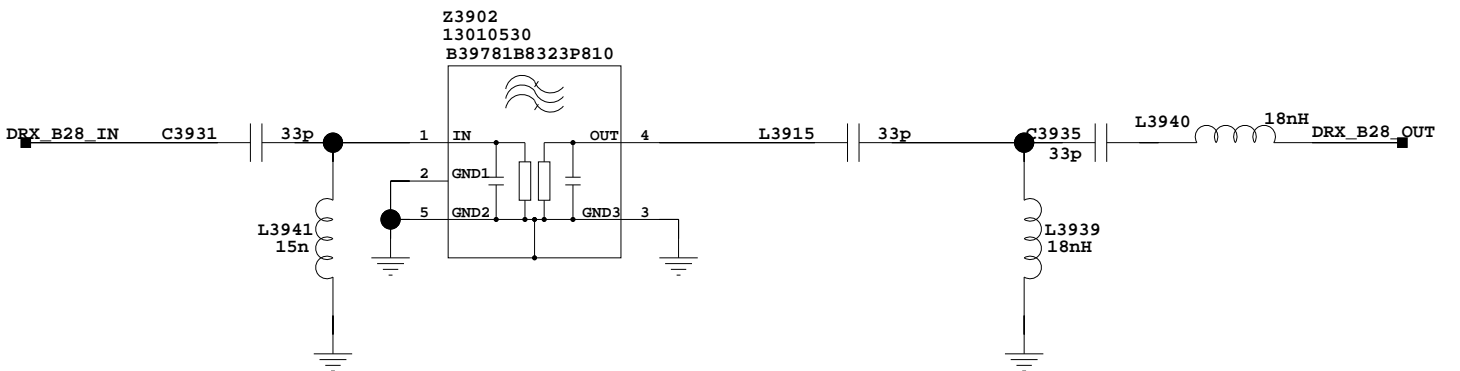 Z3902
13010530
B39781B8323P810
DRX_B28_IN
C3931
33p
1
IN
OUT
4
L3915
33p
C3935
33p
L3940
18nH
DRX_B28_OUT
2
GND1
5
GND2
GND3
3
L3941
15n
L3939
18nH